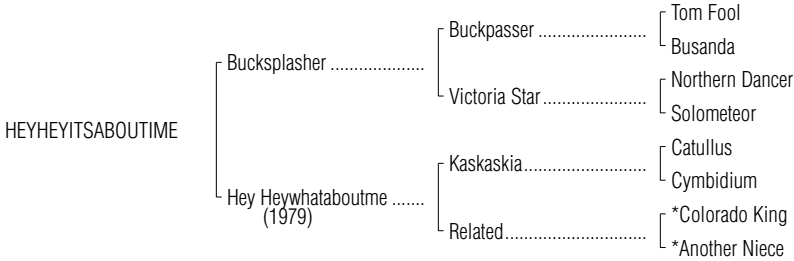 Tom Fool
Buckpasser ......................
Busanda
Bucksplasher ...................
Northern Dancer
Victoria Star.....................
Solometeor
HEYHEYITSABOUTIME
Catullus
Kaskaskia.........................
Cymbidium
Hey Heywhataboutme .......
(1979)
*Colorado King
Related.............................
*Another Niece